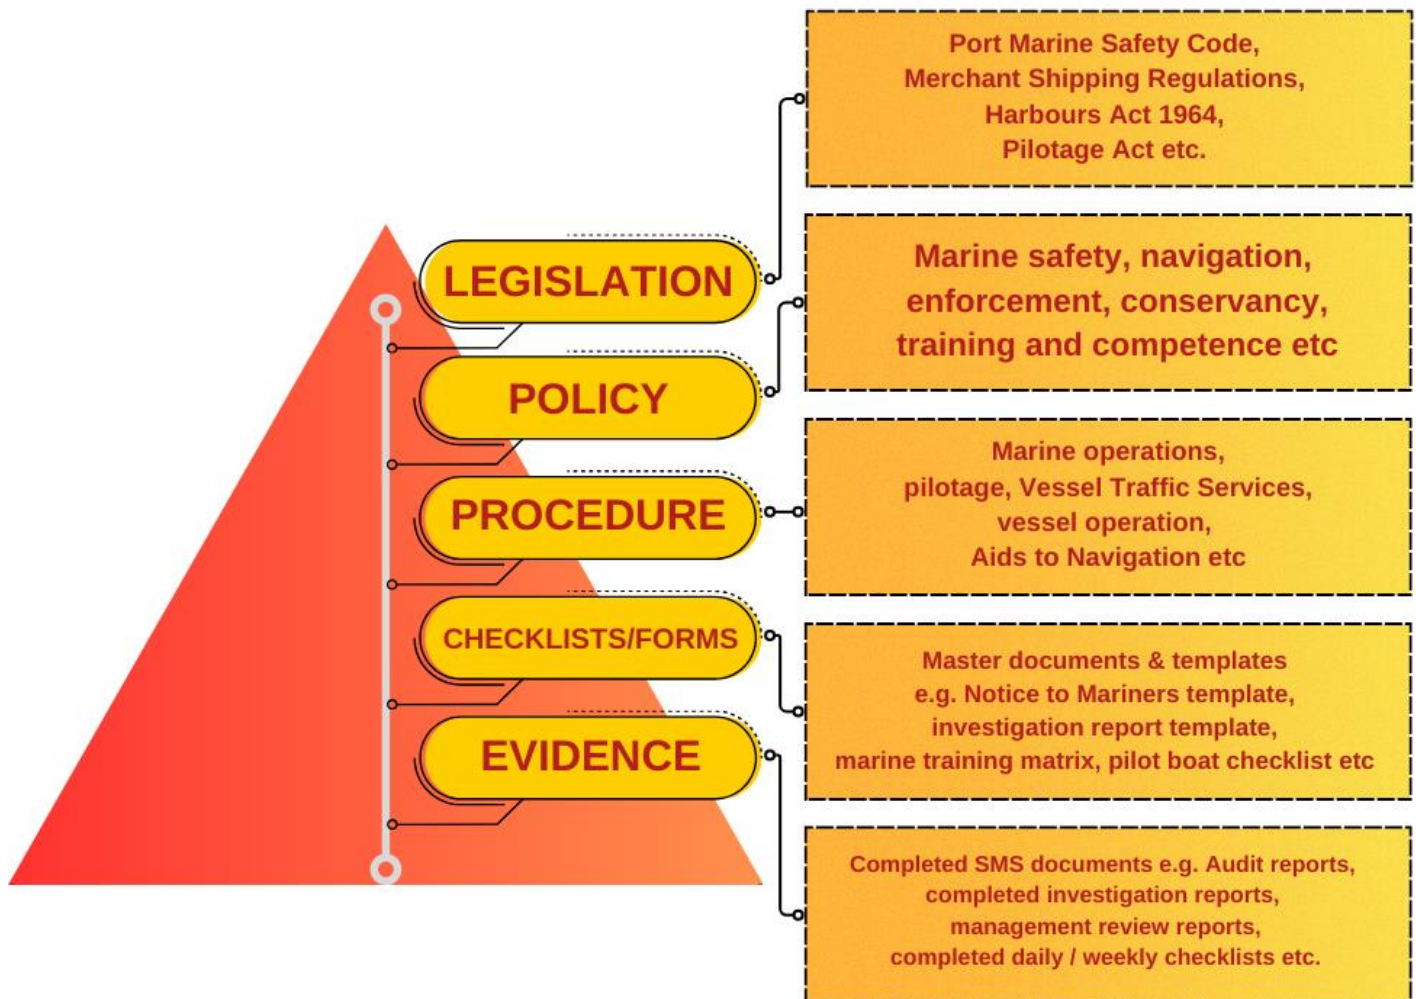 LEGISLATION
Port Marine Safety Code,
Merchant Shipping Regulations,
Harbours Act 1964,
Pilotage Act etc.
POLICY
Marine safety, navigation,
enforcement, conservancy,
training and competence etc
PROCEDURE
Marine operations,
pilotage, Vessel Traffic Services,
vessel operation,
Aids to Navigation etc
CHECKLISTS/FORMS
Master documents & templates
e.g. Notice to Mariners template,
investigation report template,
marine training matrix, pilot boat checklist etc
EVIDENCE
Completed SMS documents e.g. Audit reports,
completed investigation reports,
management review reports,
completed daily / weekly checklists etc.